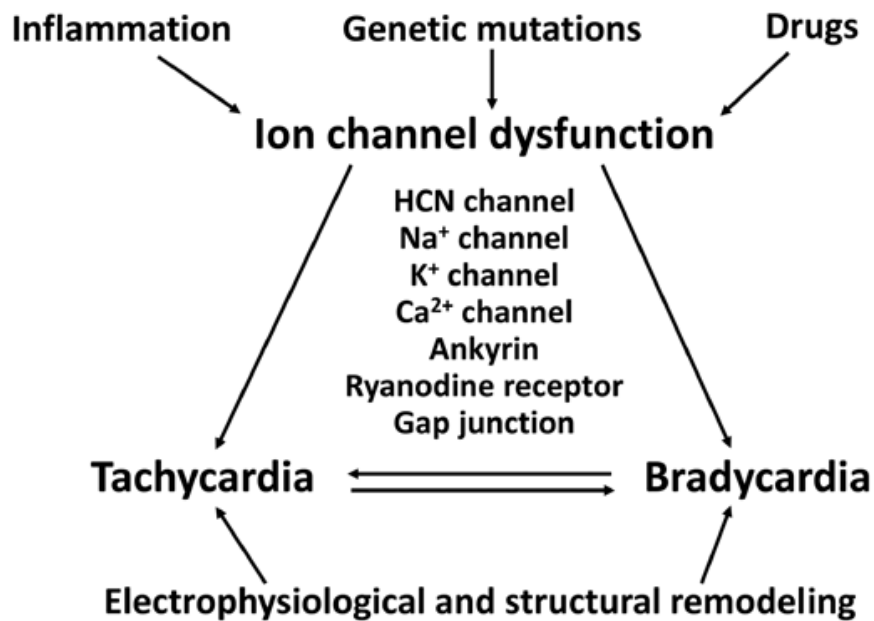 Inflammation Genetic mutations Drugs
Ion channel dysfunction
HCN channel
Na⁺ channel
K⁺ channel
Ca²⁺ channel
Ankyrin
Ryanodine receptor
Gap junction
Tachycardia Bradycardia
Electrophysiological and structural remodeling